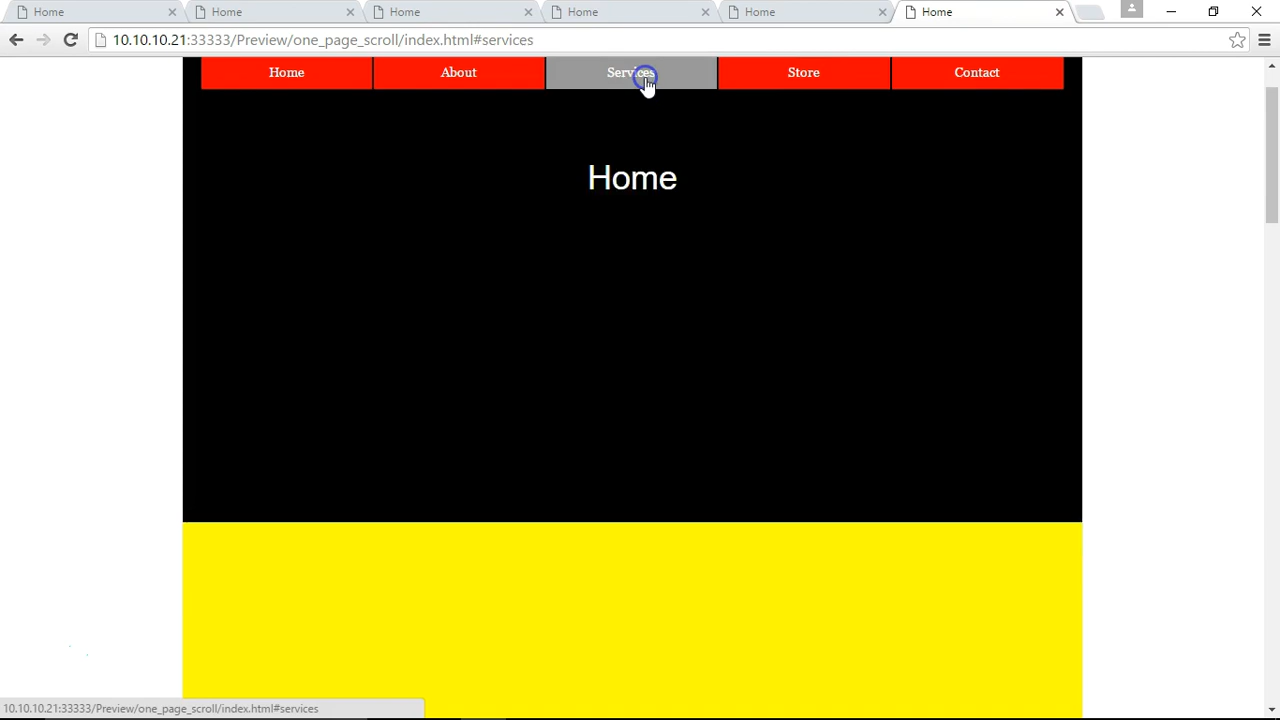 Home Home Home Home Home Home
10.10.10.21:33333/Preview/one_page_scroll/index.html#services
Home About Services Store Contact
Home
10.10.10.21:33333/Preview/one_page_scroll/index.html#services